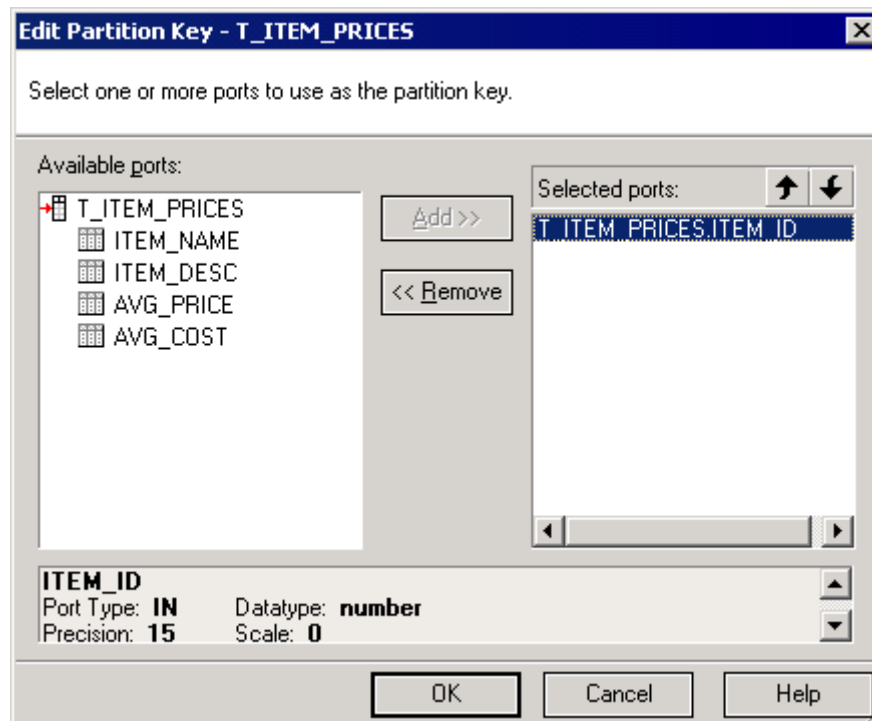 Edit Partition Key - T_ITEM_PRICES
Select one or more ports to use as the partition key.
Available ports:
T_ITEM_PRICES
ITEM_NAME
ITEM_DESC
AVG_PRICE
AVG_COST
Add >>
<< Remove
Selected ports:
T_ITEM_PRICES.ITEM_ID
ITEM_ID
Port Type: IN Datatype: number
Precision: 15 Scale: 0
OK Cancel Help